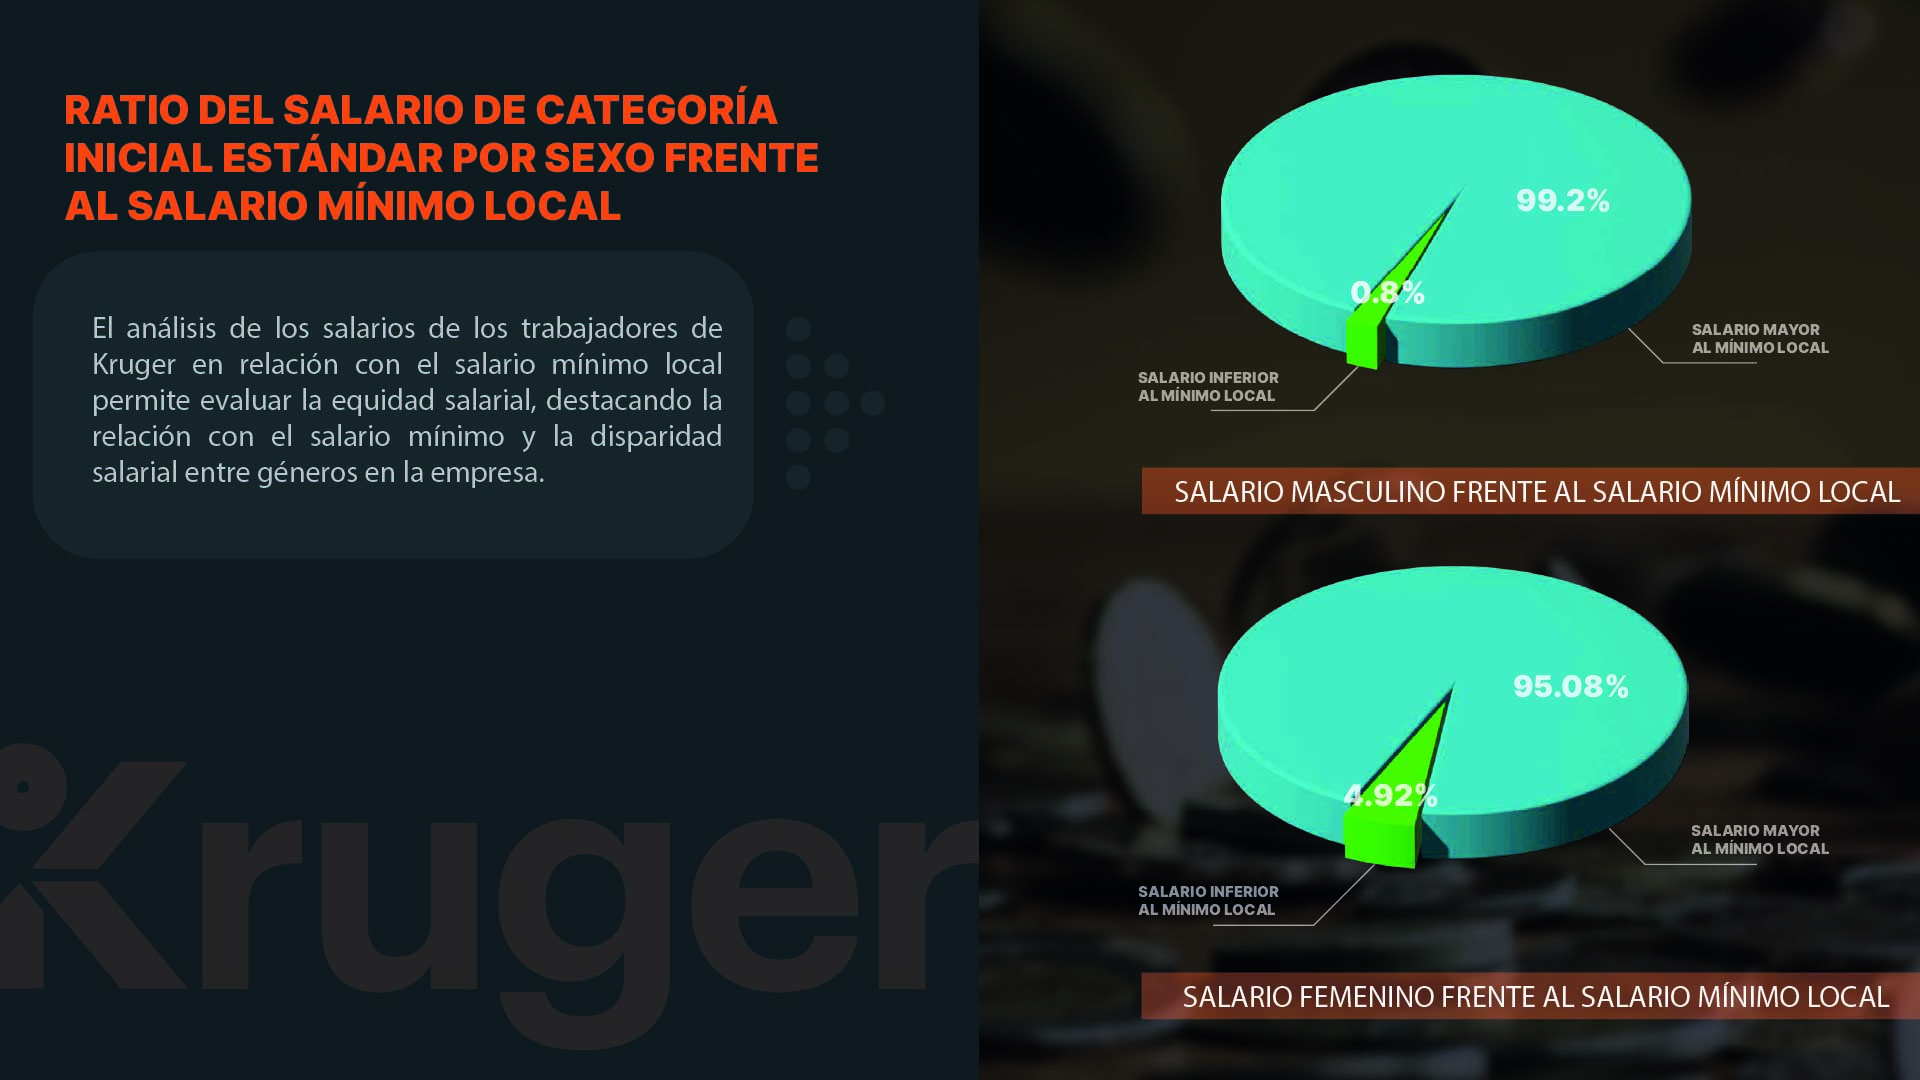 RATIO DEL SALARIO DE CATEGORÍA
INICIAL ESTÁNDAR POR SEXO FRENTE
AL SALARIO MÍNIMO LOCAL
El análisis de los salarios de los trabajadores de
Kruger en relación con el salario mínimo local
permite evaluar la equidad salarial, destacando la
relación con el salario mínimo y la disparidad
salarial entre géneros en la empresa.
Kruger
99.2%
0.8%
SALARIO MAYOR
AL MÍNIMO LOCAL
SALARIO INFERIOR
AL MÍNIMO LOCAL
SALARIO MASCULINO FRENTE AL SALARIO MÍNIMO LOCAL
95.08%
4.92%
SALARIO MAYOR
AL MÍNIMO LOCAL
SALARIO INFERIOR
AL MÍNIMO LOCAL
SALARIO FEMENINO FRENTE AL SALARIO MÍNIMO LOCAL